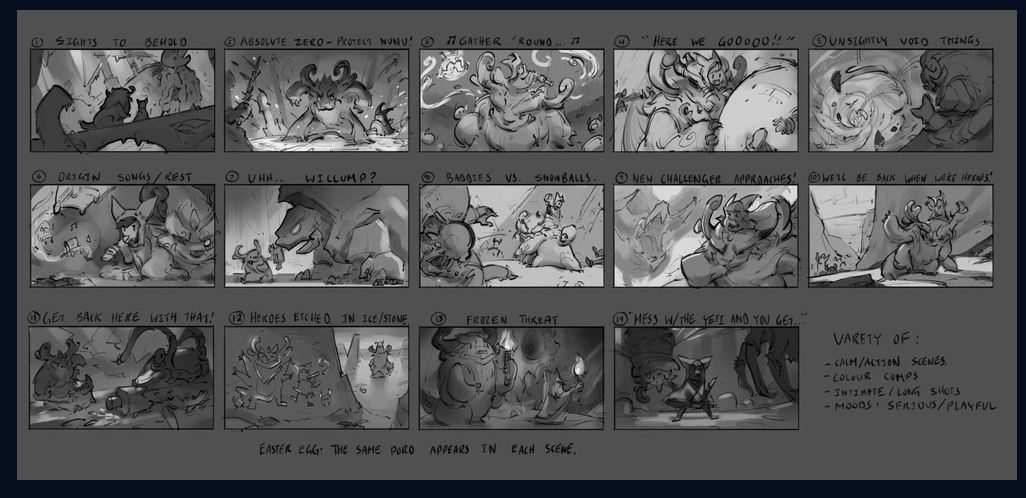 ① SIGHTS TO BEHOLD
② ABSOLUTE ZERO - PROTECT NUNU!
③ ♫ GATHER 'ROUND... ♫
④ "HERE WE GOOOOO!!"
⑤ UNSIGHTLY VOID THINGS
⑥ ORIGIN SONGS/REST
⑦ UHH... WILLUMP?
⑧ BADDIES VS. SNOWBALLS.
⑨ NEW CHALLENGER APPROACHES!
⑩ WE'LL BE BACK WHEN WE'RE HEROES!
⑪ GET BACK HERE WITH THAT!
⑫ HEROES ETCHED IN ICE/STONE
⑬ FROZEN THREAT
⑭ "MESS W/THE YETI AND YOU GET..."
VARETY OF:
- CALM/ACTION SCENES.
- COLOUR COMPS
- INTIMATE/LONG SHOTS
- MOODS: SERIOUS/PLAYFUL
EASTER EGG: THE SAME PORO APPEARS IN EACH SCENE.